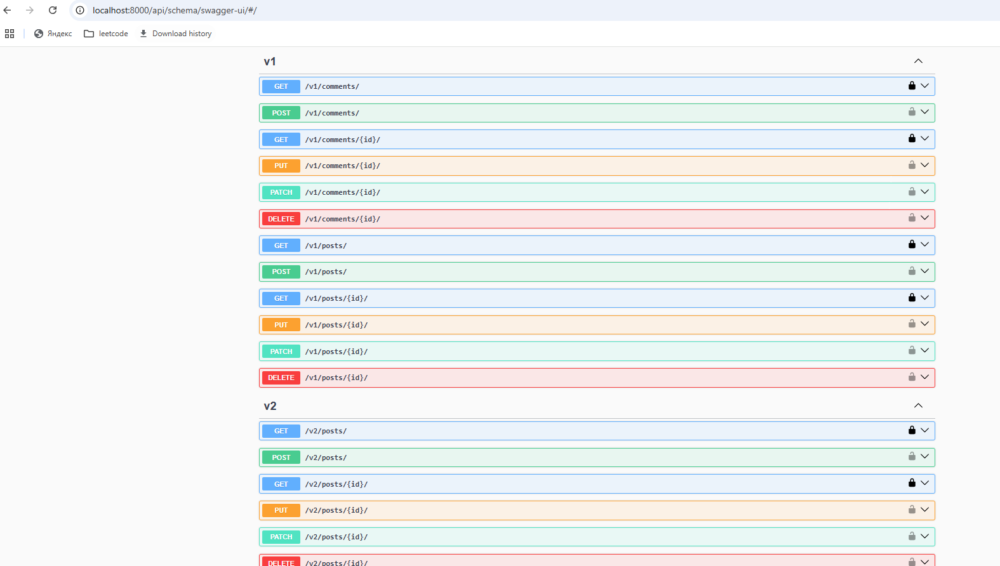 localhost:8000/api/schema/swagger-ui/#/
Яндекс leetcode Download history
v1
GET /v1/comments/
POST /v1/comments/
GET /v1/comments/{id}/
PUT /v1/comments/{id}/
PATCH /v1/comments/{id}/
DELETE /v1/comments/{id}/
GET /v1/posts/
POST /v1/posts/
GET /v1/posts/{id}/
PUT /v1/posts/{id}/
PATCH /v1/posts/{id}/
DELETE /v1/posts/{id}/
v2
GET /v2/posts/
POST /v2/posts/
GET /v2/posts/{id}/
PUT /v2/posts/{id}/
PATCH /v2/posts/{id}/
DELETE /v2/posts/{id}/